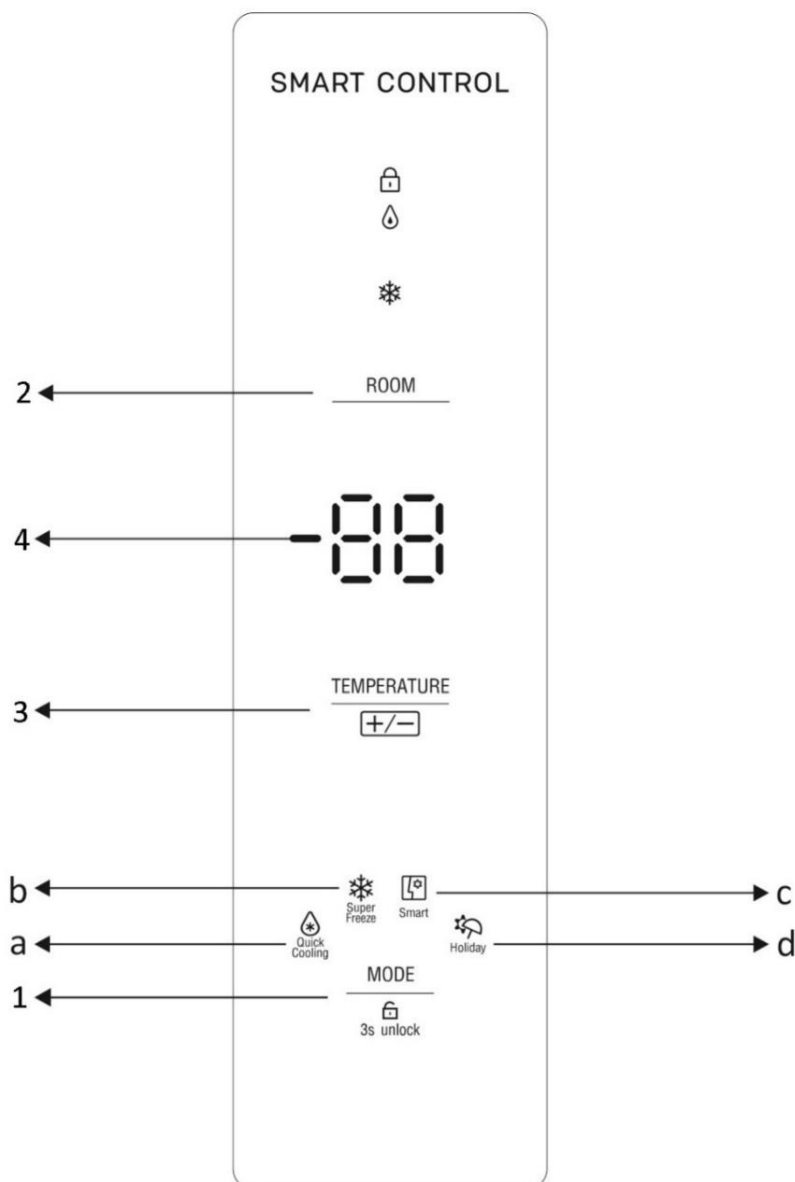 SMART CONTROL
2
ROOM
4
-88
TEMPERATURE
3
+/−
b
Super
Freeze
Smart
c
a
Quick
Cooling
Holiday
d
MODE
1
3s unlock